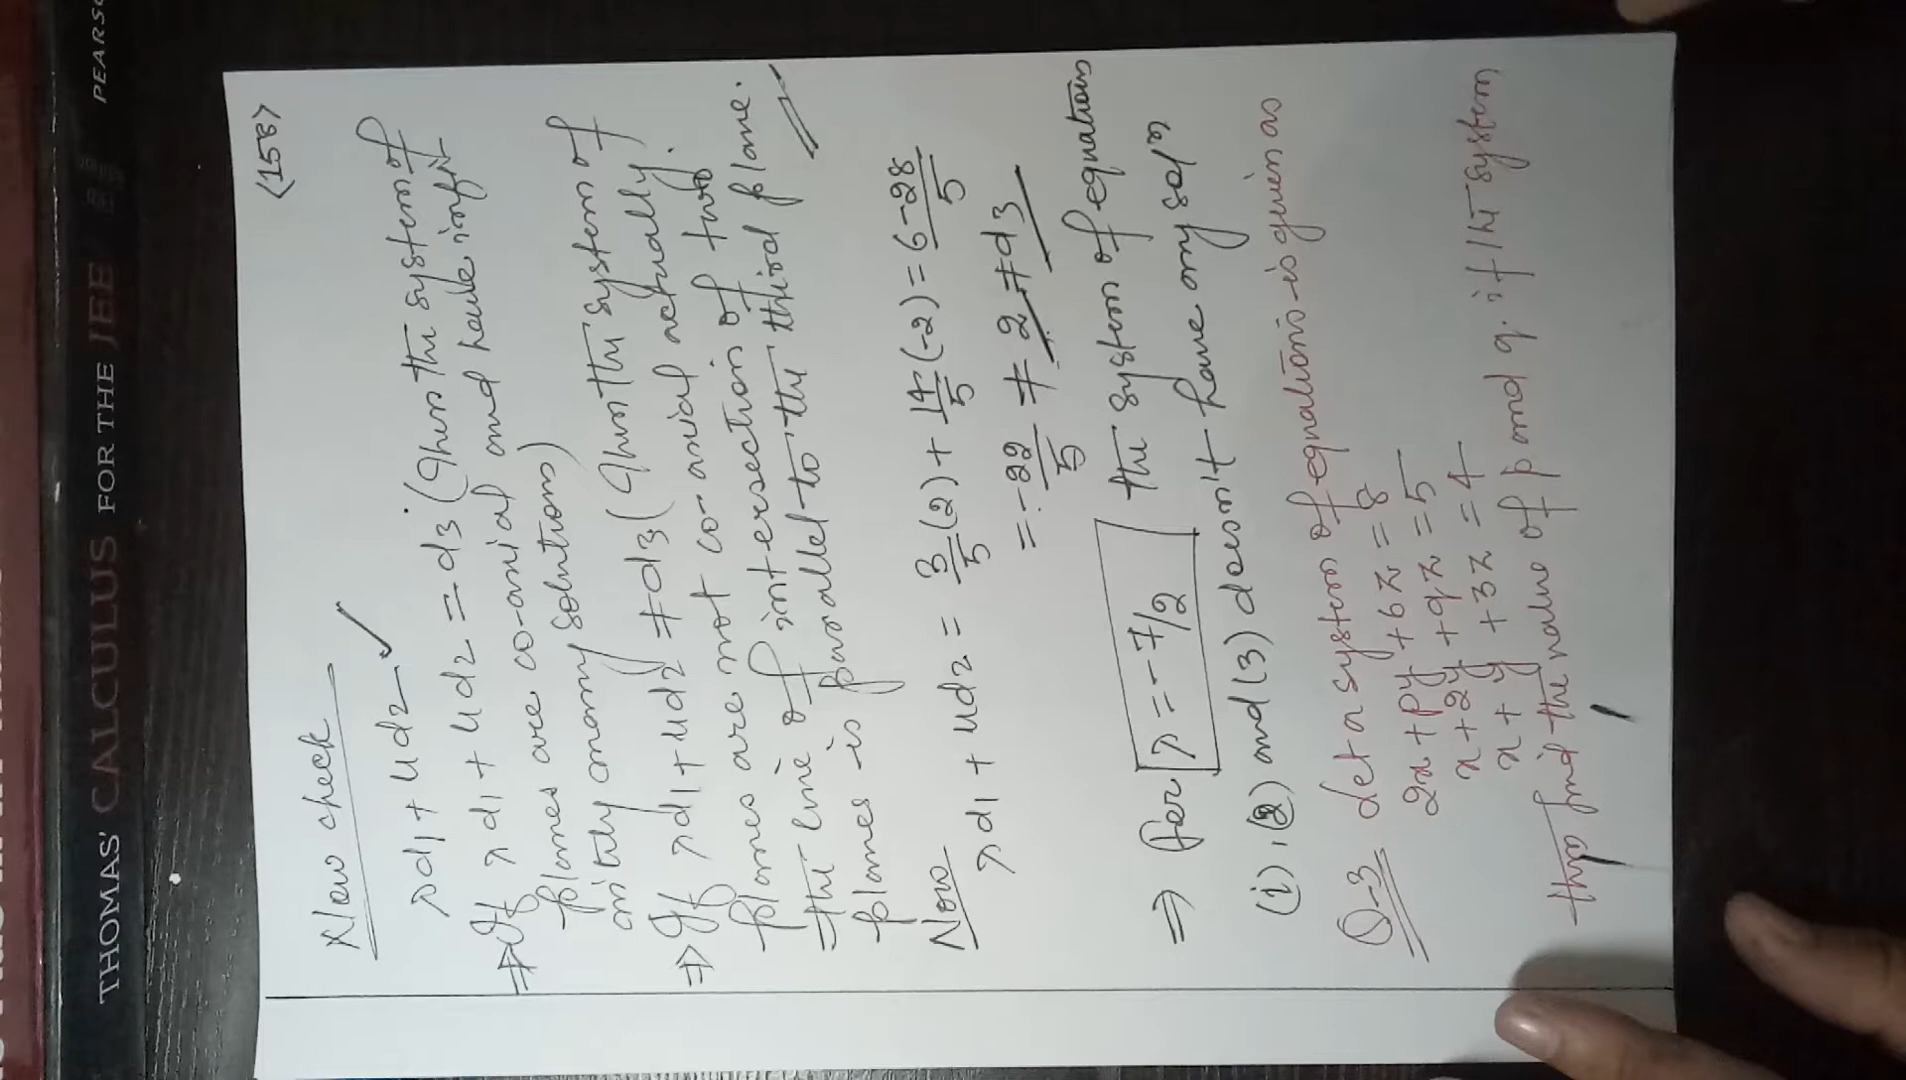 PEARSON
THOMAS' CALCULUS FOR THE JEE
<158>
Now check
λd1 + μd2
⇒ If λd1 + μd2 = d3 (Then the system of
planes are co-axial and have infin-
itely many solutions)
⇒ If λd1 + μd2 ≠ d3 (Then the system of
planes are not co-axial actually.
⇒ the line of intersection of two
planes is parallel to the third plane.
Now
λd1 + μd2 = 3/5 (2) + 14/5 (-2) = 6-28/5
= -22/5 ≠ 2 ≠ d3
⇒ for λ = -7/2 the system of equations
(1), (2) and (3) doesn't have any solⁿ
Q-3 Let a system of equations is given as
2x + py + 6z = 8
x + 2y + qz = 5
x + y + 3z = 4
then find the value of p and q. if the system